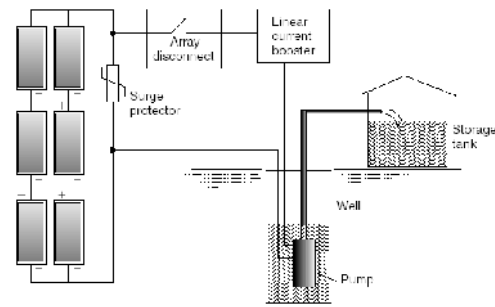 Linear
current
booster
Array
disconnect
Surge
protector
Storage
tank
Well
Pump